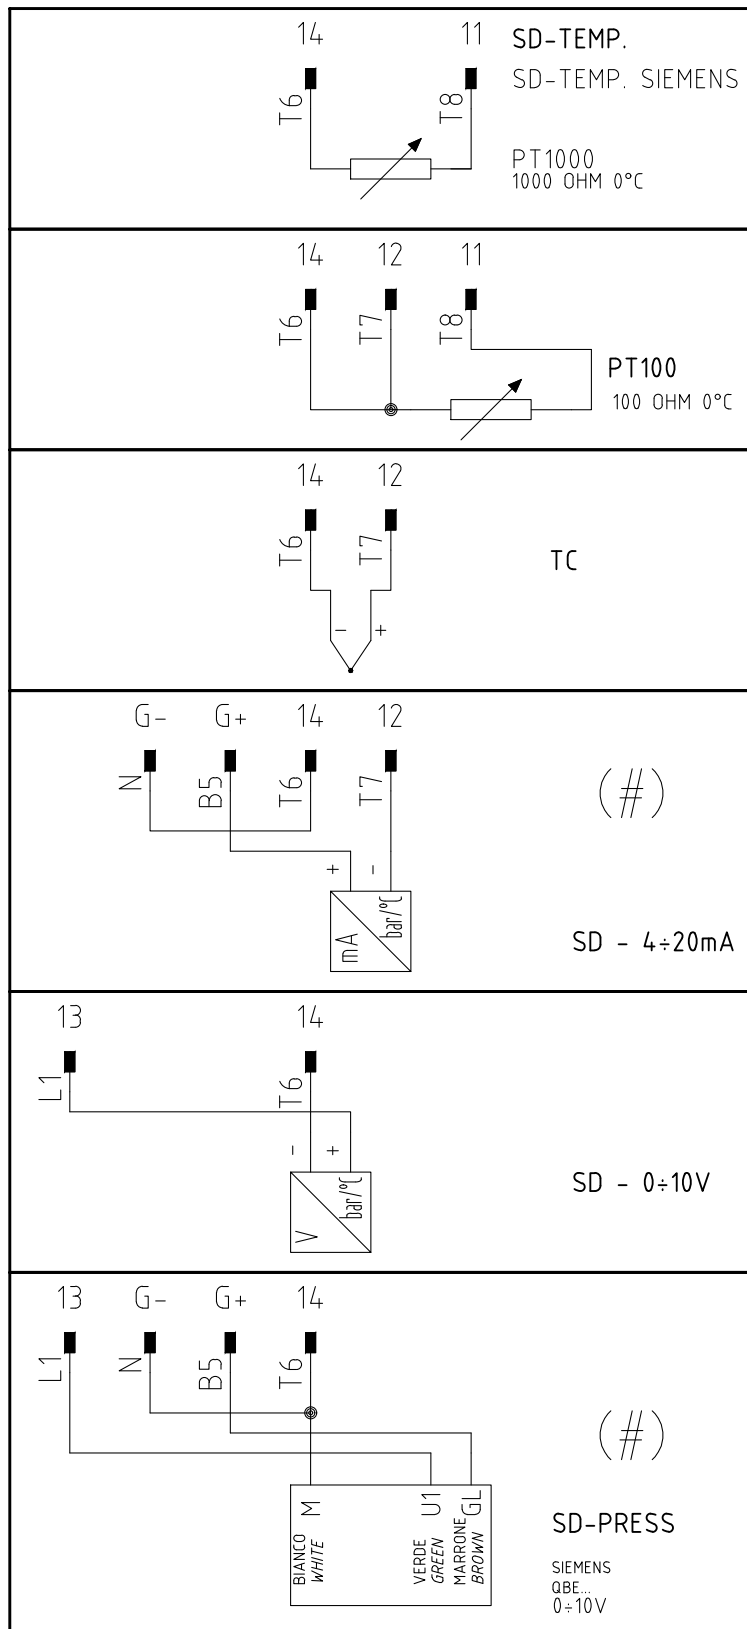 14 11 SD-TEMP.
SD-TEMP. SIEMENS
T6 T8
PT1000
1000 OHM 0°C
14 12 11
T6 T7 T8
PT100
100 OHM 0°C
14 12
T6 T7
TC
- +
G- G+ 14 12
N B5 T6 T7
(#)
+ -
mA bar/°C
SD - 4÷20mA
13 14
L1 T6
- +
V bar/°C
SD - 0÷10V
13 G- G+ 14
L1 N B5 T6
(#)
M U1 GL
BIANCO
WHITE
VERDE
GREEN
MARRONE
BROWN
SD-PRESS
SIEMENS
QBE...
0÷10V